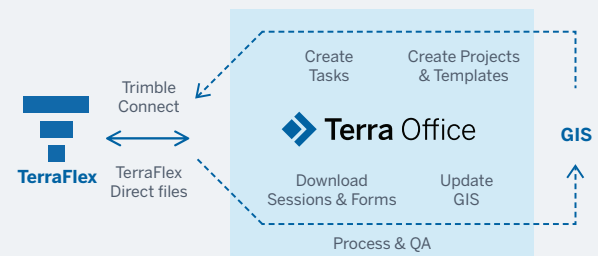 Create
Tasks
Create Projects
& Templates
Trimble
Connect
Terra Office
GIS
TerraFlex
TerraFlex
Direct files
Download
Sessions & Forms
Update
GIS
Process & QA